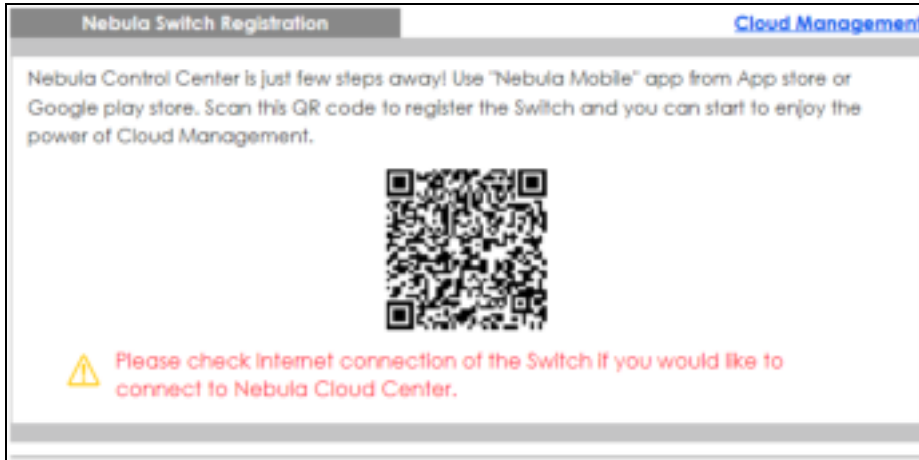 Nebula Switch Registration
Cloud Management
Nebula Control Center is just few steps away! Use "Nebula Mobile" app from App store or
Google play store. Scan this QR code to register the Switch and you can start to enjoy the
power of Cloud Management.
Please check Internet connection of the Switch if you would like to
connect to Nebula Cloud Center.